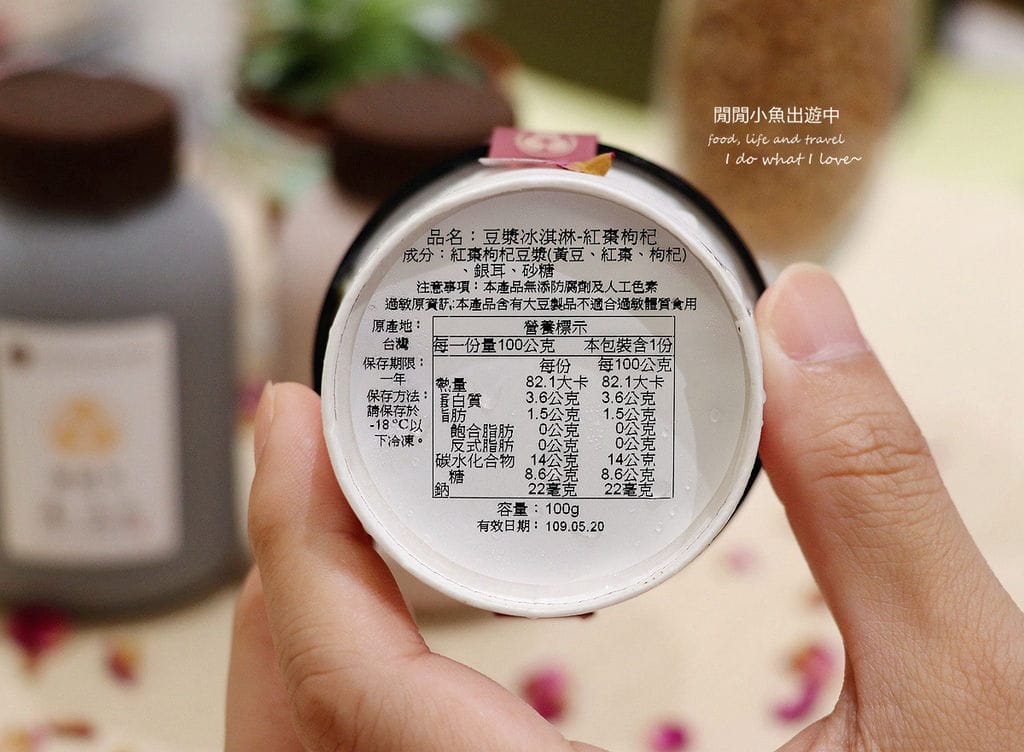 閒閒小魚出遊中
food, life and travel
I do what I love~
品名：豆漿冰淇淋-紅棗枸杞
成分：紅棗枸杞豆漿(黃豆、紅棗、枸杞)
、銀耳、砂糖
注意事項：本產品無添防腐劑及人工色素
過敏原資訊:本產品含有大豆製品不適合過敏體質食用
原產地：
台灣
保存期限：
一年
保存方法：
請保存於
-18℃以
下冷凍。
營養標示
每一份量100公克 本包裝含1份
每份 每100公克
熱量 82.1大卡 82.1大卡
蛋白質 3.6公克 3.6公克
脂肪 1.5公克 1.5公克
飽合脂肪 0公克 0公克
反式脂肪 0公克 0公克
碳水化合物 14公克 14公克
糖 8.6公克 8.6公克
鈉 22毫克 22毫克
容量：100g
有效日期：109.05.20